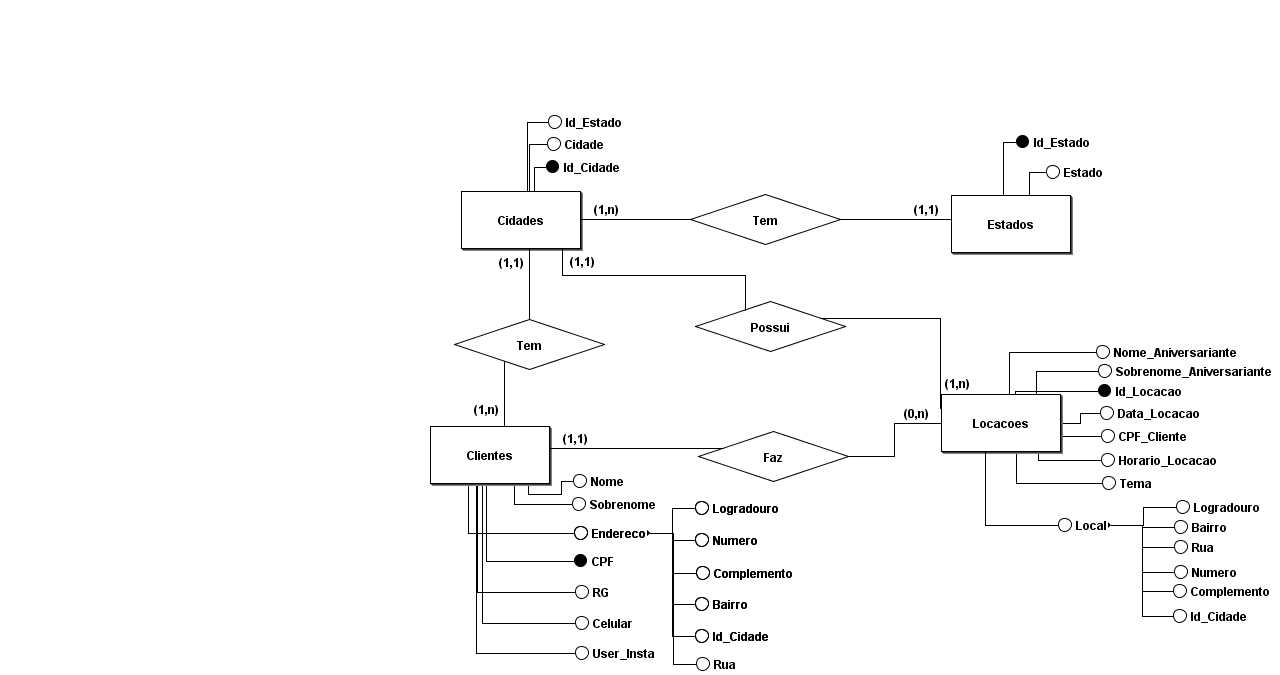 Id_Estado
Cidade
Id_Cidade
Id_Estado
Estado
Cidades
(1,n)
Tem
(1,1)
Estados
(1,1)
(1,1)
Possui
Tem
Nome_Aniversariante
Sobrenome_Aniversariante
(1,n)
Id_Locacao
(1,n)
(0,n)
Data_Locacao
Locacoes
CPF_Cliente
(1,1)
Clientes
Faz
Horario_Locacao
Nome
Tema
Sobrenome
Logradouro
Logradouro
Endereco
Local
Bairro
Numero
Rua
CPF
Complemento
Numero
RG
Complemento
Bairro
Id_Cidade
Celular
Id_Cidade
User_Insta
Rua